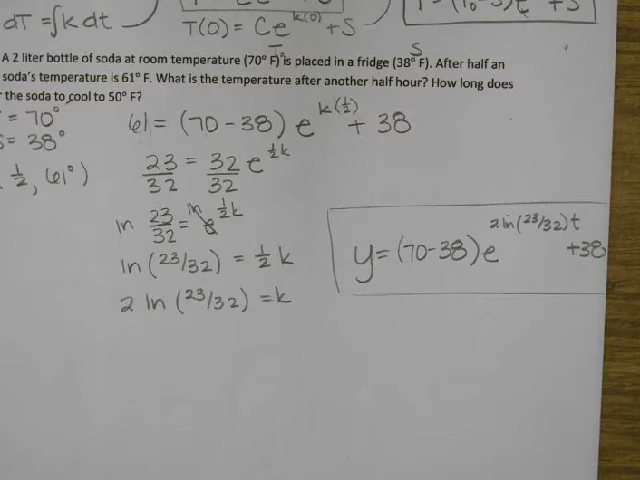 dT = ∫k dt
T(0) = Ce^k(0) + S
T S
A 2 liter bottle of soda at room temperature (70° F) is placed in a fridge (38° F). After half an
soda's temperature is 61° F. What is the temperature after another half hour? How long does
the soda to cool to 50° F?
= 70°
S = 38°
½, 61°)
61 = (70 - 38) e^k(½) + 38
23/32 = 32/32 e^½k
ln 23/32 = ln e^½k
ln (23/32) = ½ k
2 ln (23/32) = k
y = (70 - 38) e^2 ln(23/32)t + 38